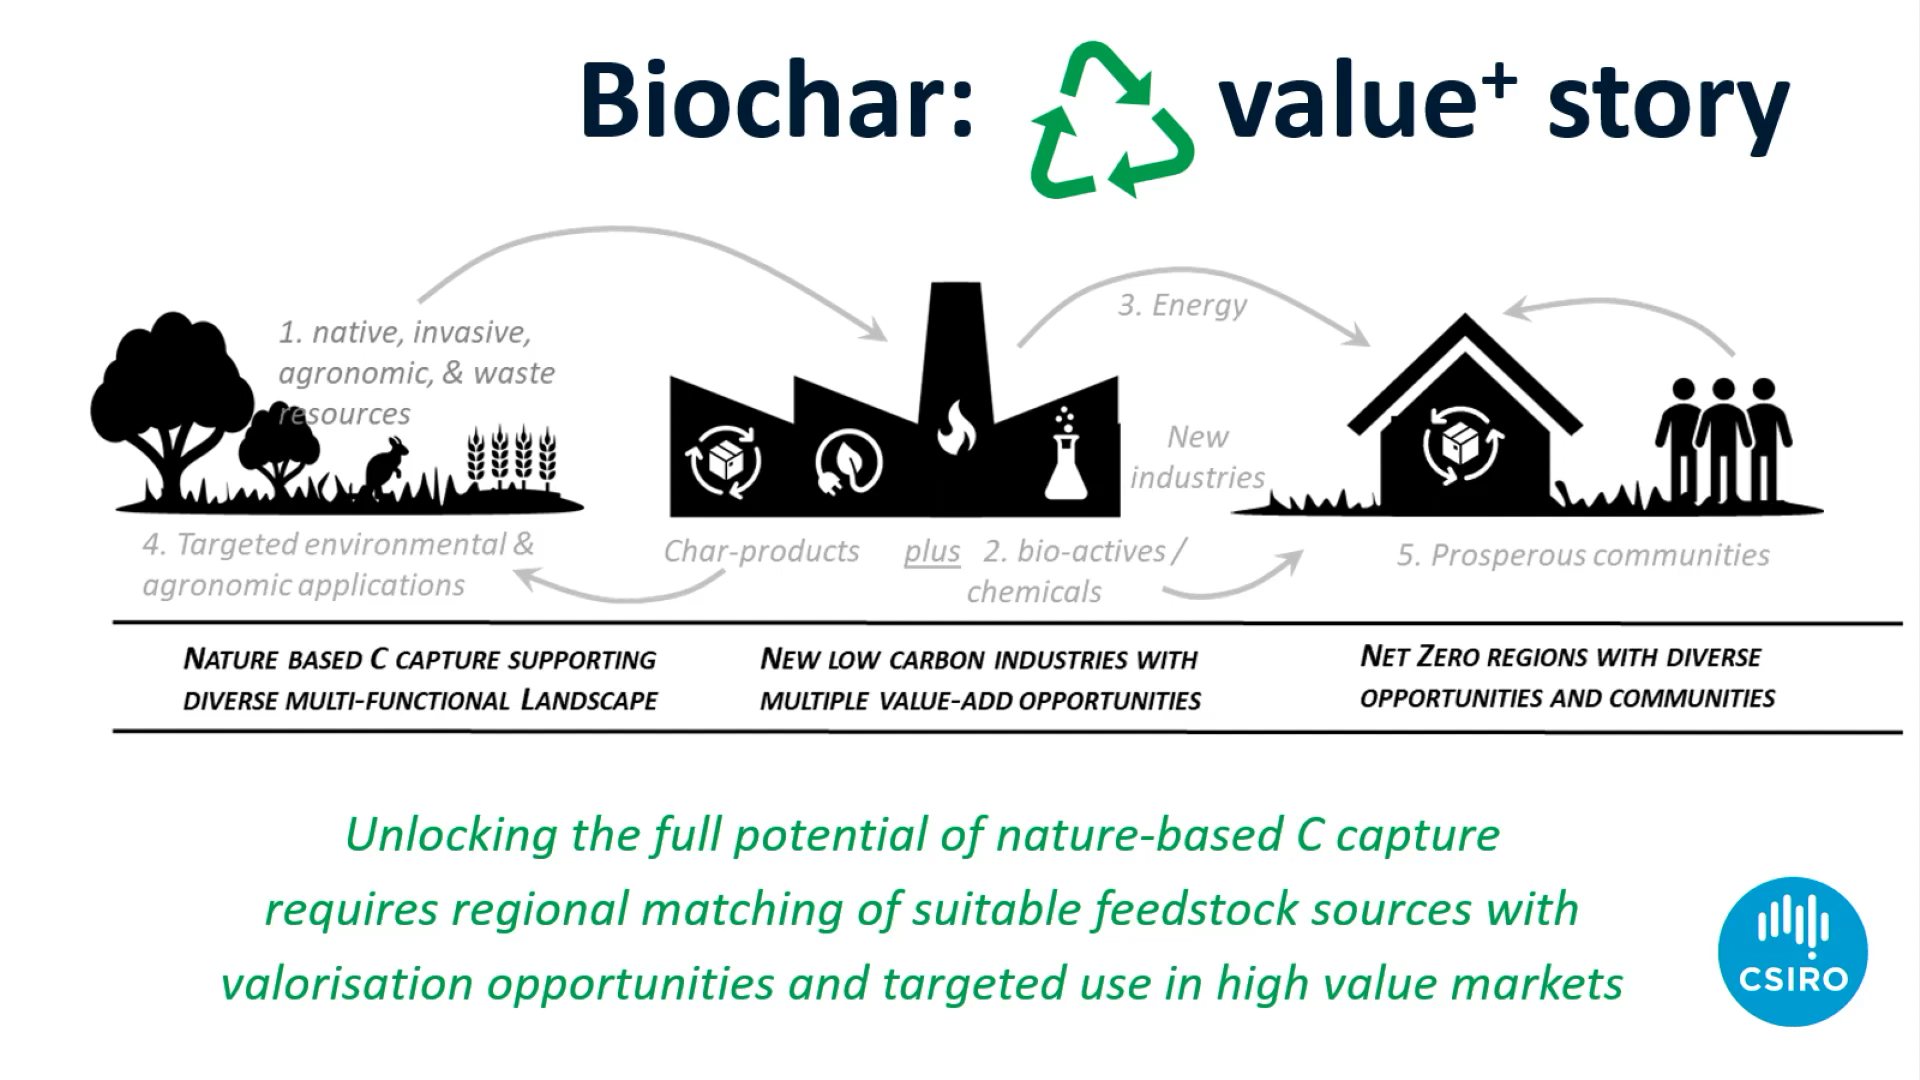 Biochar: value⁺ story
1. native, invasive,
agronomic, & waste
resources
3. Energy
New
industries
4. Targeted environmental &
agronomic applications
Char-products plus 2. bio-actives /
chemicals
5. Prosperous communities
NATURE BASED C CAPTURE SUPPORTING
DIVERSE MULTI-FUNCTIONAL LANDSCAPE
NEW LOW CARBON INDUSTRIES WITH
MULTIPLE VALUE-ADD OPPORTUNITIES
NET ZERO REGIONS WITH DIVERSE
OPPORTUNITIES AND COMMUNITIES
Unlocking the full potential of nature-based C capture
requires regional matching of suitable feedstock sources with
valorisation opportunities and targeted use in high value markets
CSIRO